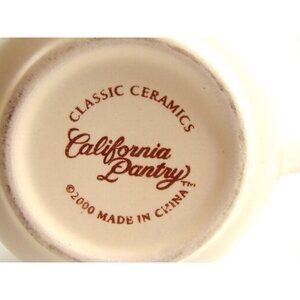 CLASSIC CERAMICS
California
Pantry™
©2000 MADE IN CHINA